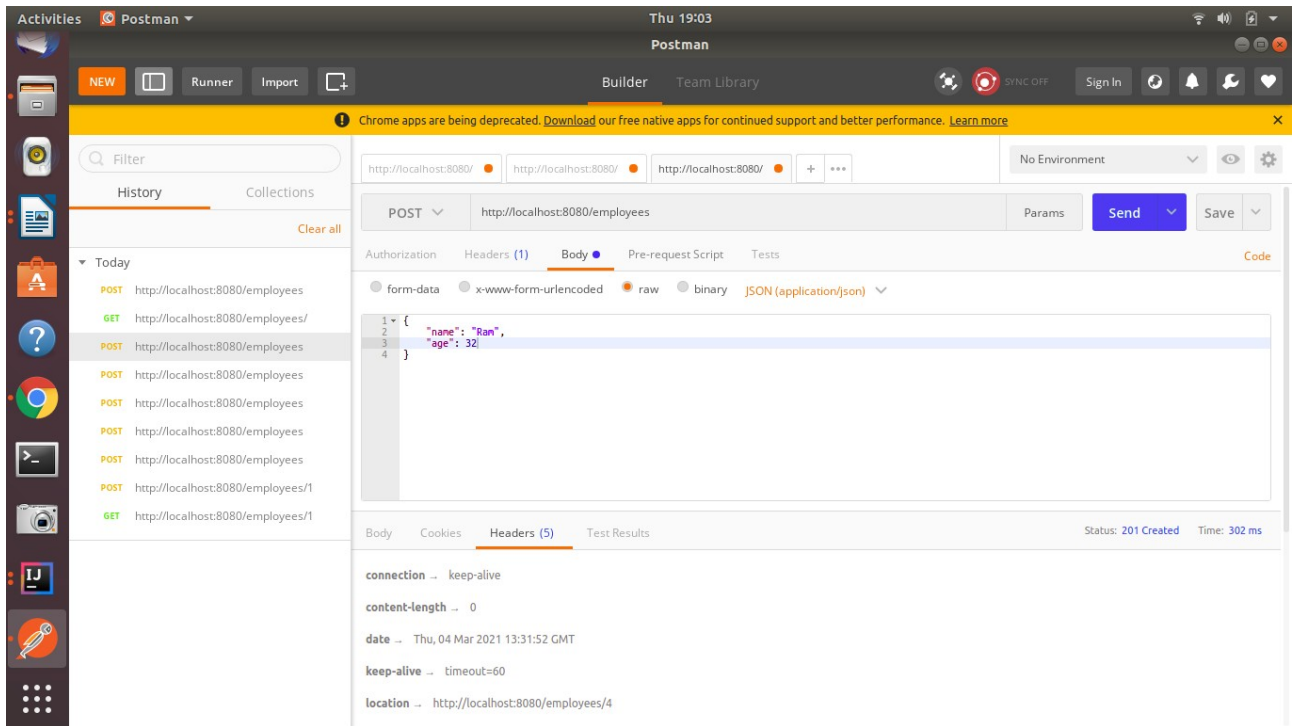 Activities Postman Thu 19:03
Postman
NEW Runner Import Builder Team Library SYNC OFF Sign In
Chrome apps are being deprecated. Download our free native apps for continued support and better performance. Learn more
Filter
History Collections
Clear all
Today
POST http://localhost:8080/employees
GET http://localhost:8080/employees/
POST http://localhost:8080/employees
POST http://localhost:8080/employees
POST http://localhost:8080/employees
POST http://localhost:8080/employees
POST http://localhost:8080/employees
POST http://localhost:8080/employees/1
GET http://localhost:8080/employees/1
http://localhost:8080/ http://localhost:8080/ http://localhost:8080/ + ••• No Environment
POST http://localhost:8080/employees Params Send Save
Authorization Headers (1) Body Pre-request Script Tests Code
form-data x-www-form-urlencoded raw binary JSON (application/json)
1 {
2 "name": "Ram",
3 "age": 32
4 }
Body Cookies Headers (5) Test Results Status: 201 Created Time: 302 ms
connection → keep-alive
content-length → 0
date → Thu, 04 Mar 2021 13:31:52 GMT
keep-alive → timeout=60
location → http://localhost:8080/employees/4
IJ